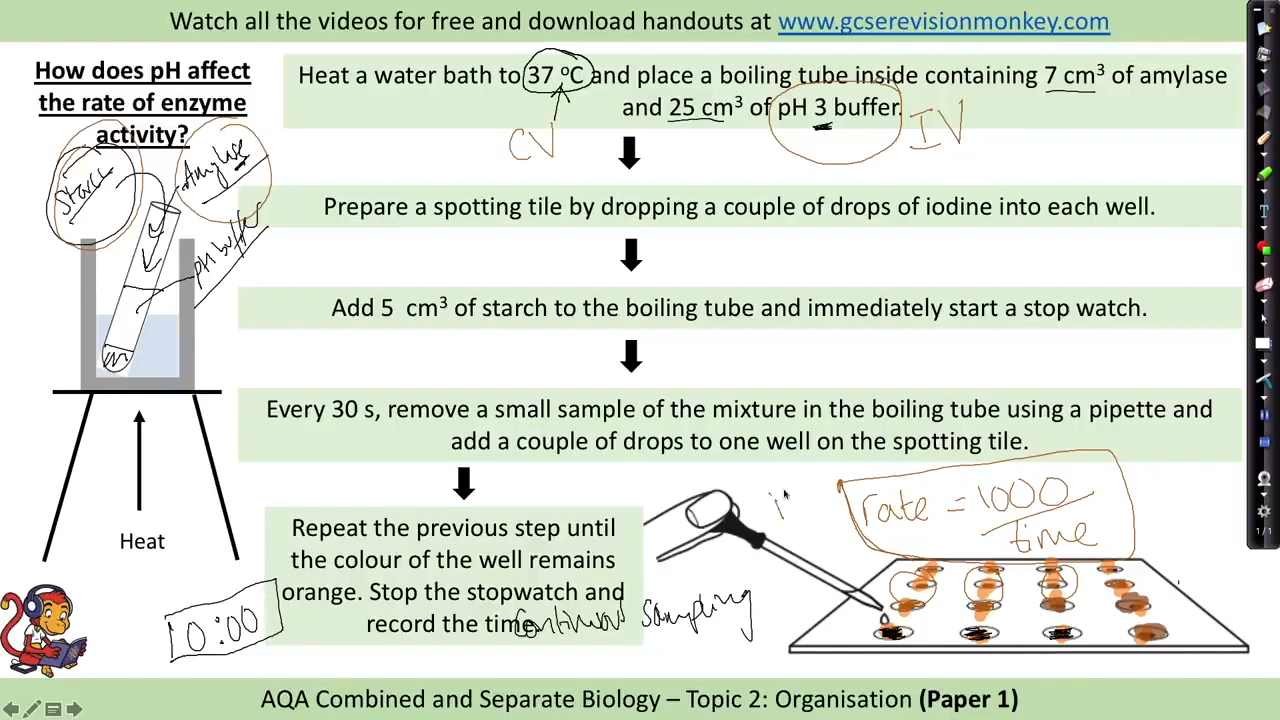 Watch all the videos for free and download handouts at www.gcserevisionmonkey.com
How does pH affect
the rate of enzyme
activity?
Heat a water bath to 37 °C and place a boiling tube inside containing 7 cm³ of amylase
and 25 cm³ of pH 3 buffer.
CV
IV
Starch
Amylase
pH buffer
Prepare a spotting tile by dropping a couple of drops of iodine into each well.
Add 5 cm³ of starch to the boiling tube and immediately start a stop watch.
Every 30 s, remove a small sample of the mixture in the boiling tube using a pipette and
add a couple of drops to one well on the spotting tile.
rate = 1000
time
Heat
Repeat the previous step until
the colour of the well remains
orange. Stop the stopwatch and
record the time.
Continuous sampling
10:00
AQA Combined and Separate Biology – Topic 2: Organisation (Paper 1)
1 / 1